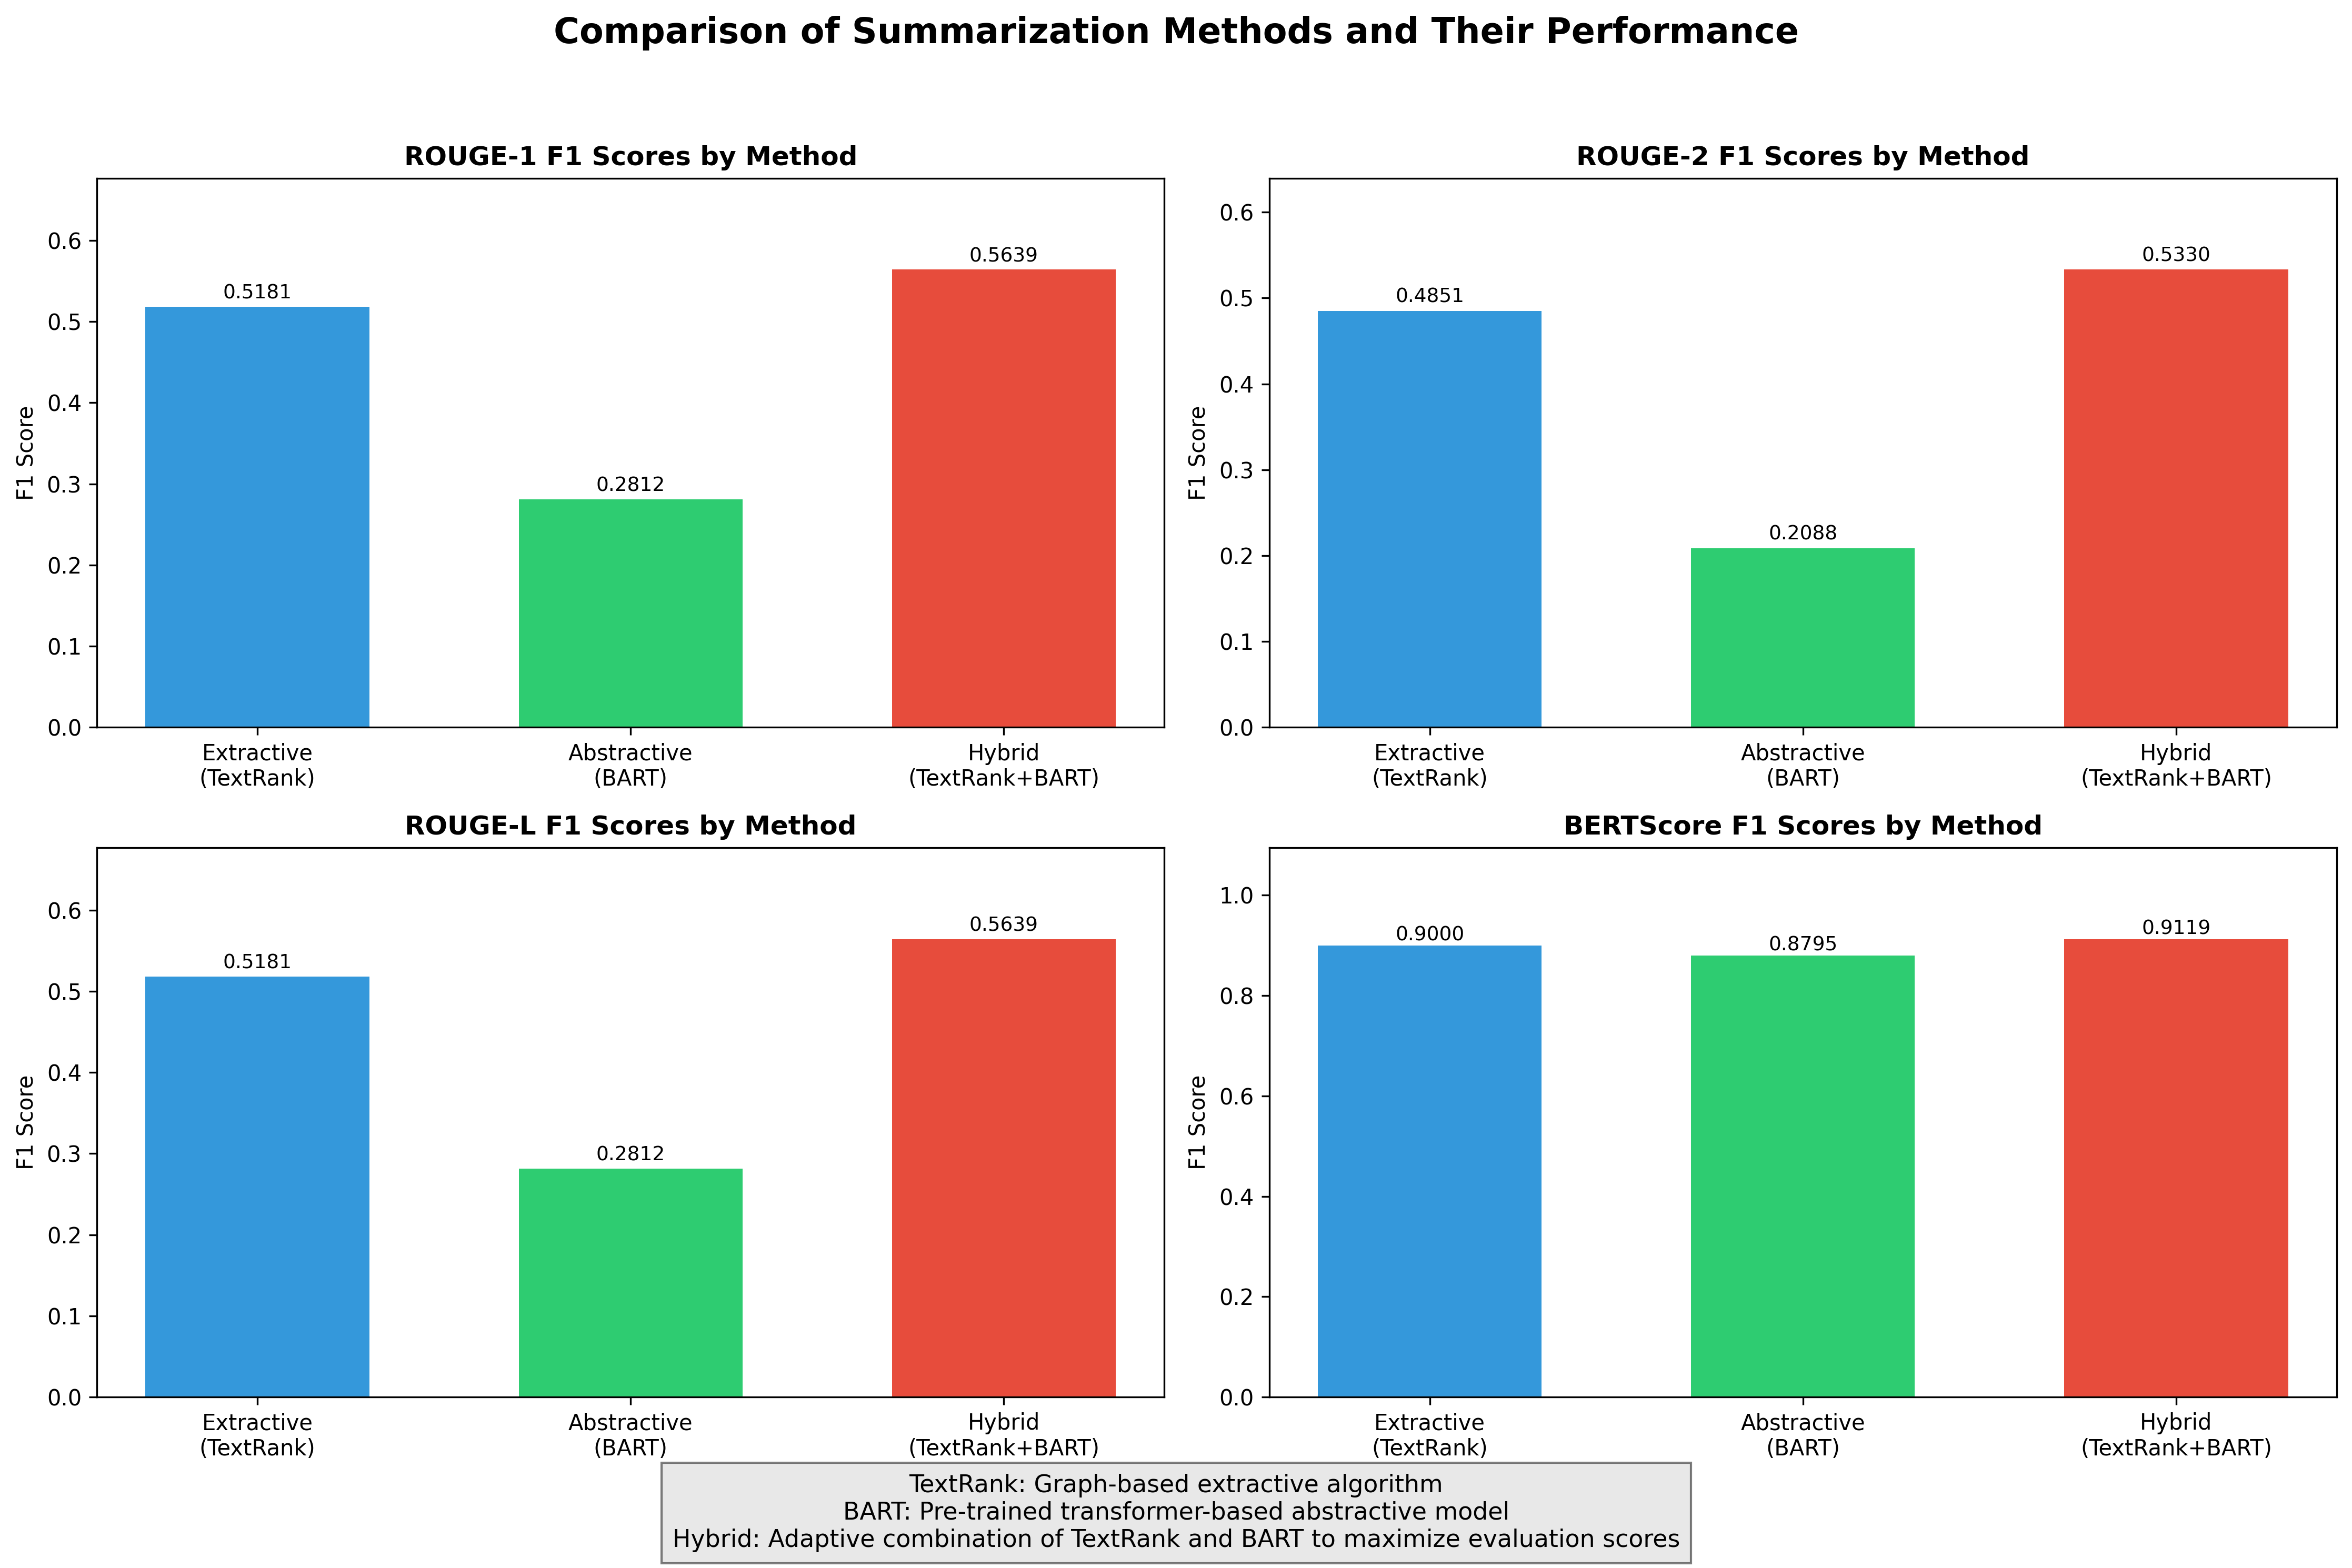 Comparison of Summarization Methods and Their Performance
ROUGE-1 F1 Scores by Method
F1 Score
0.6
0.5
0.4
0.3
0.2
0.1
0.0
0.5181
0.2812
0.5639
Extractive
(TextRank)
Abstractive
(BART)
Hybrid
(TextRank+BART)
ROUGE-2 F1 Scores by Method
F1 Score
0.6
0.5
0.4
0.3
0.2
0.1
0.0
0.4851
0.2088
0.5330
Extractive
(TextRank)
Abstractive
(BART)
Hybrid
(TextRank+BART)
ROUGE-L F1 Scores by Method
F1 Score
0.6
0.5
0.4
0.3
0.2
0.1
0.0
0.5181
0.2812
0.5639
Extractive
(TextRank)
Abstractive
(BART)
Hybrid
(TextRank+BART)
BERTScore F1 Scores by Method
F1 Score
1.0
0.8
0.6
0.4
0.2
0.0
0.9000
0.8795
0.9119
Extractive
(TextRank)
Abstractive
(BART)
Hybrid
(TextRank+BART)
TextRank: Graph-based extractive algorithm
BART: Pre-trained transformer-based abstractive model
Hybrid: Adaptive combination of TextRank and BART to maximize evaluation scores